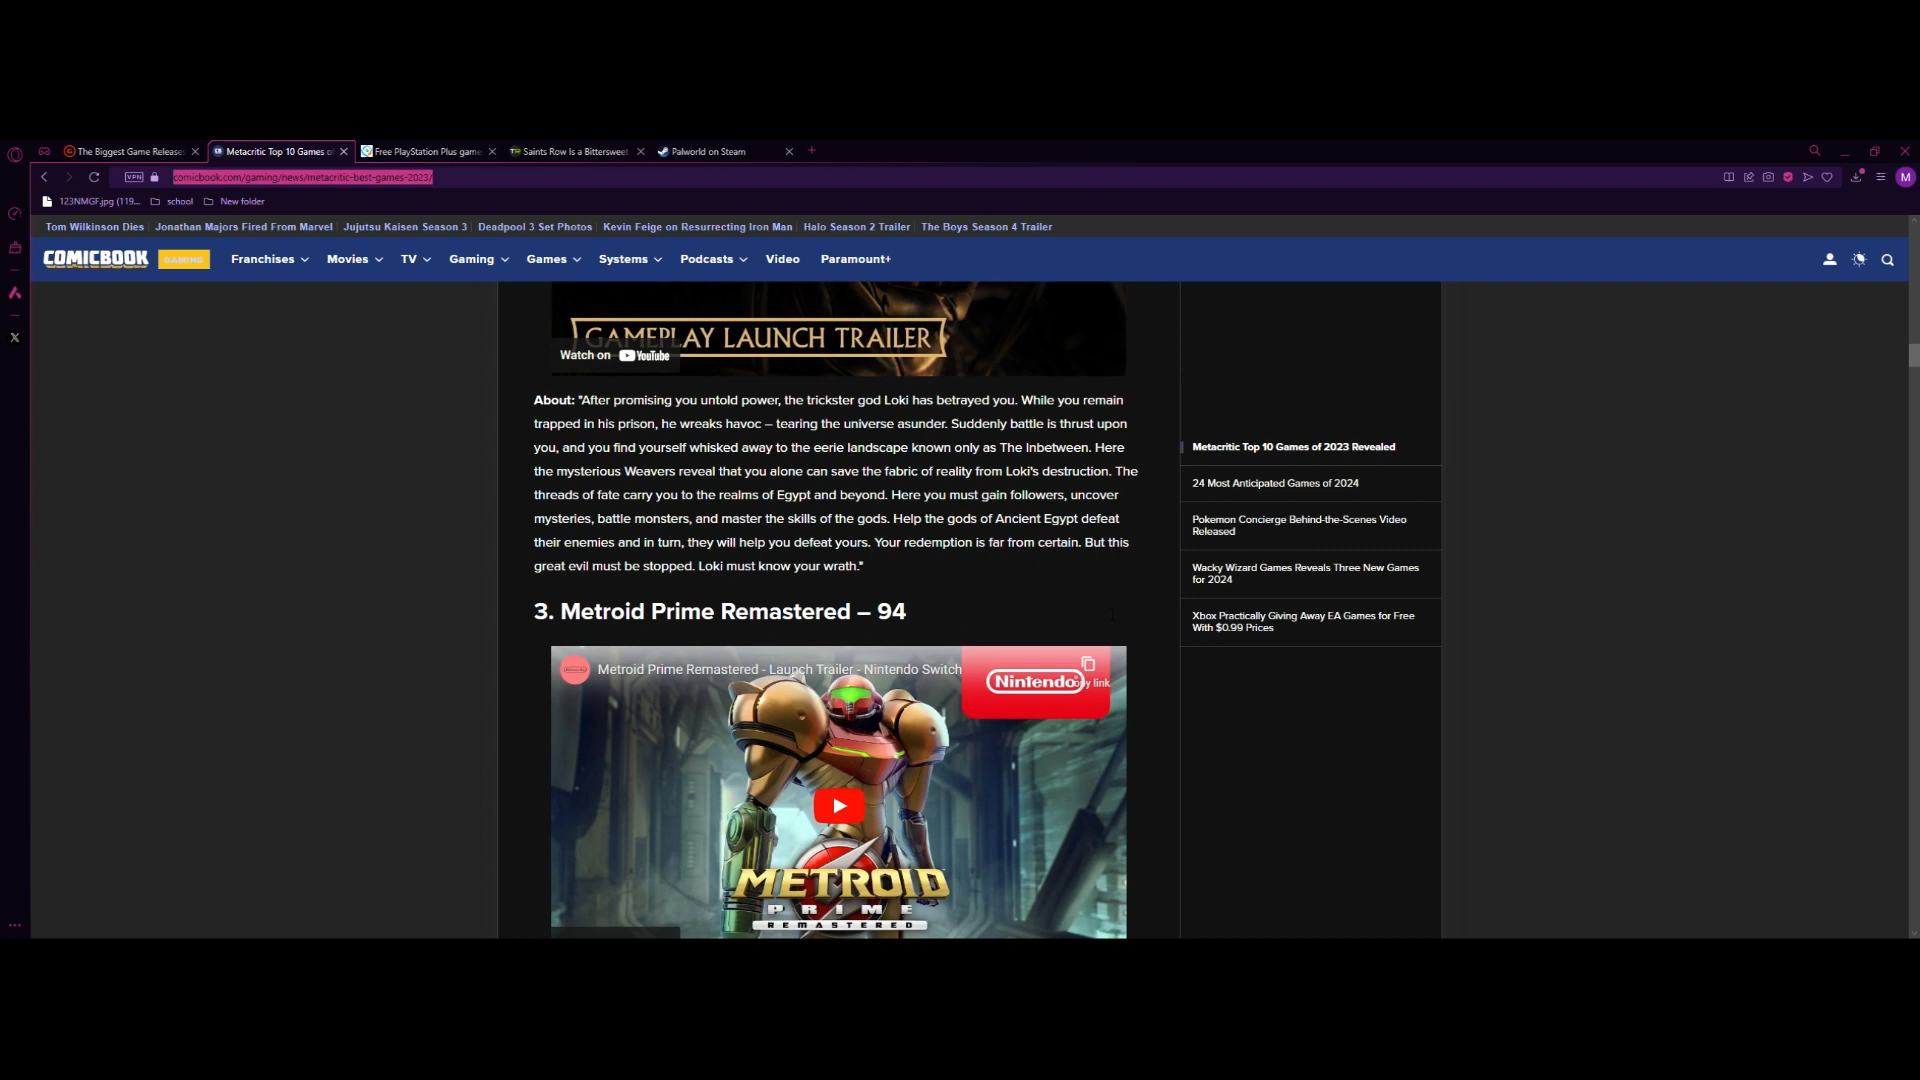 The Biggest Game Releases
Metacritic Top 10 Games o
Free PlayStation Plus game
Saints Row Is a Bittersweet
Palworld on Steam
VPN
comicbook.com/gaming/news/metacritic-best-games-2023/
M
123NMGF.jpg (119...
school
New folder
Tom Wilkinson Dies
Jonathan Majors Fired From Marvel
Jujutsu Kaisen Season 3
Deadpool 3 Set Photos
Kevin Feige on Resurrecting Iron Man
Halo Season 2 Trailer
The Boys Season 4 Trailer
COMICBOOK
GAMING
Franchises
Movies
TV
Gaming
Games
Systems
Podcasts
Video
Paramount+
GAMEPLAY LAUNCH TRAILER
Watch on YouTube
About: "After promising you untold power, the trickster god Loki has betrayed you. While you remain
trapped in his prison, he wreaks havoc – tearing the universe asunder. Suddenly battle is thrust upon
you, and you find yourself whisked away to the eerie landscape known only as The Inbetween. Here
the mysterious Weavers reveal that you alone can save the fabric of reality from Loki's destruction. The
threads of fate carry you to the realms of Egypt and beyond. Here you must gain followers, uncover
mysteries, battle monsters, and master the skills of the gods. Help the gods of Ancient Egypt defeat
their enemies and in turn, they will help you defeat yours. Your redemption is far from certain. But this
great evil must be stopped. Loki must know your wrath."
3. Metroid Prime Remastered – 94
Metroid Prime Remastered - Launch Trailer - Nintendo Switch
Nintendo
py link
METROID
PRIME
REMASTERED
Metacritic Top 10 Games of 2023 Revealed
24 Most Anticipated Games of 2024
Pokemon Concierge Behind-the-Scenes Video
Released
Wacky Wizard Games Reveals Three New Games
for 2024
Xbox Practically Giving Away EA Games for Free
With $0.99 Prices